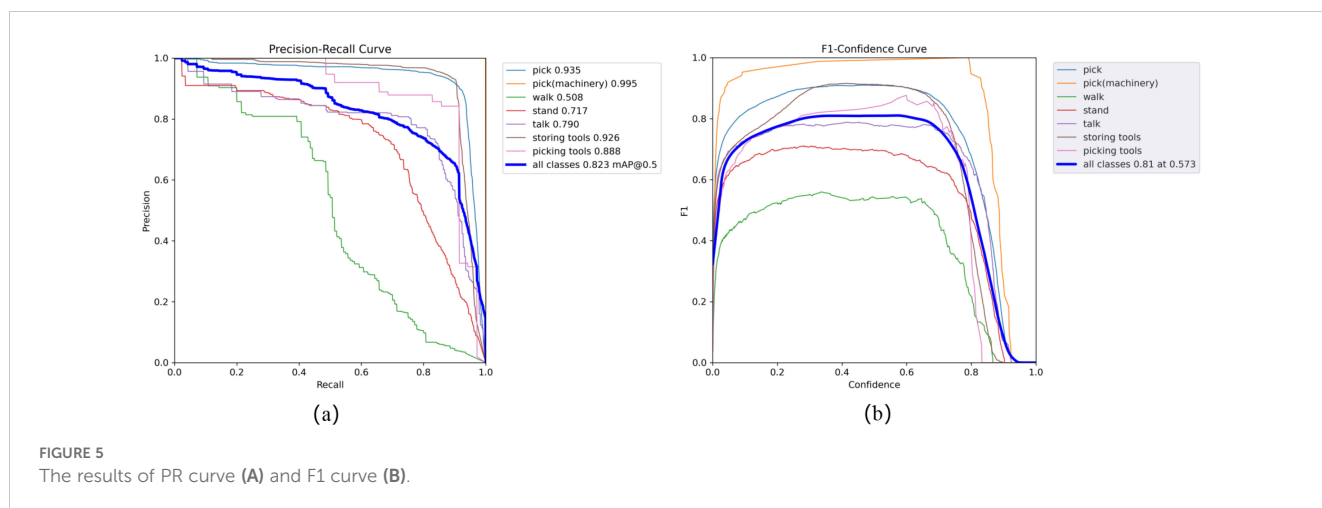 Precision-Recall Curve
1.0
0.8
0.6
0.4
0.2
0.0
Precision
0.0 0.2 0.4 0.6 0.8 1.0
Recall
pick 0.935
pick(machinery) 0.995
walk 0.508
stand 0.717
talk 0.790
storing tools 0.926
picking tools 0.888
all classes 0.823 mAP@0.5
(a)
F1-Confidence Curve
1.0
0.8
0.6
0.4
0.2
0.0
F1
0.0 0.2 0.4 0.6 0.8 1.0
Confidence
pick
pick(machinery)
walk
stand
talk
storing tools
picking tools
all classes 0.81 at 0.573
(b)
FIGURE 5
The results of PR curve (A) and F1 curve (B).